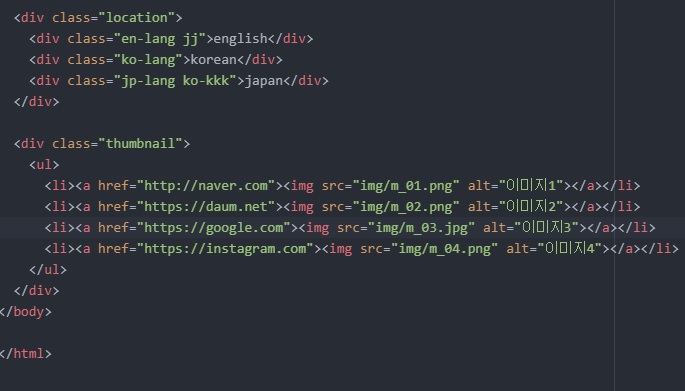 <div class="location">
<div class="en-lang jj">english</div>
<div class="ko-lang">korean</div>
<div class="jp-lang ko-kkk">japan</div>
</div>
<div class="thumbnail">
<ul>
<li><a href="http://naver.com"><img src="img/m_01.png" alt="이미지1"></a></li>
<li><a href="https://daum.net"><img src="img/m_02.png" alt="이미지2"></a></li>
<li><a href="https://google.com"><img src="img/m_03.jpg" alt="이미지3"></a></li>
<li><a href="https://instagram.com"><img src="img/m_04.png" alt="이미지4"></a></li>
</ul>
</div>
</body>
</html>